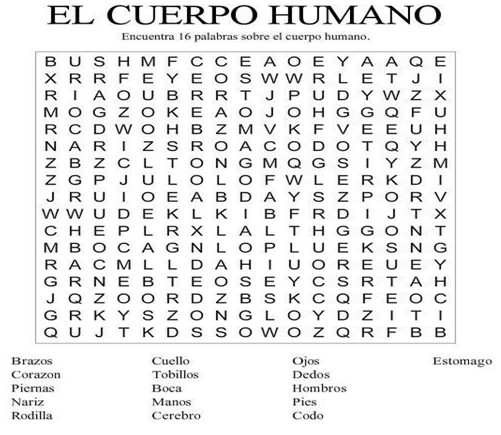 EL CUERPO HUMANO
Encuentra 16 palabras sobre el cuerpo humano.
B U S H M F C C E A O E Y A A Q E
X R R F E Y E O S W W R L E T J I
R I A O U B R R T J P U D Y W Z X
M O G Z O K E A O J O H G G Q F U
R C D W O H B Z M V K F V E E U H
N A R I Z S R O A C O D O T Q Y H
Z B Z C L T O N G M Q G S I Y Z M
Z G P J U L O L O F W L E R K D I
J R U I O E A B D A Y S Z P O R V
W W U D E K L K I B F R D I J T X
C H E P L R X L A L T H G G O N T
M B O C A G N L O P L U E K S N G
R A C M L L D A H I U O R E U E Y
G R N E B T E O S E Y C S R T A H
J Q Z O O R D Z B S K C Q F E O C
G R K Y S Z O N G L O Y D Z I T I
Q U J T K D S S O W O Z Q R F B B
Brazos Cuello Ojos Estomago
Corazon Tobillos Dedos
Piernas Boca Hombros
Nariz Manos Pies
Rodilla Cerebro Codo